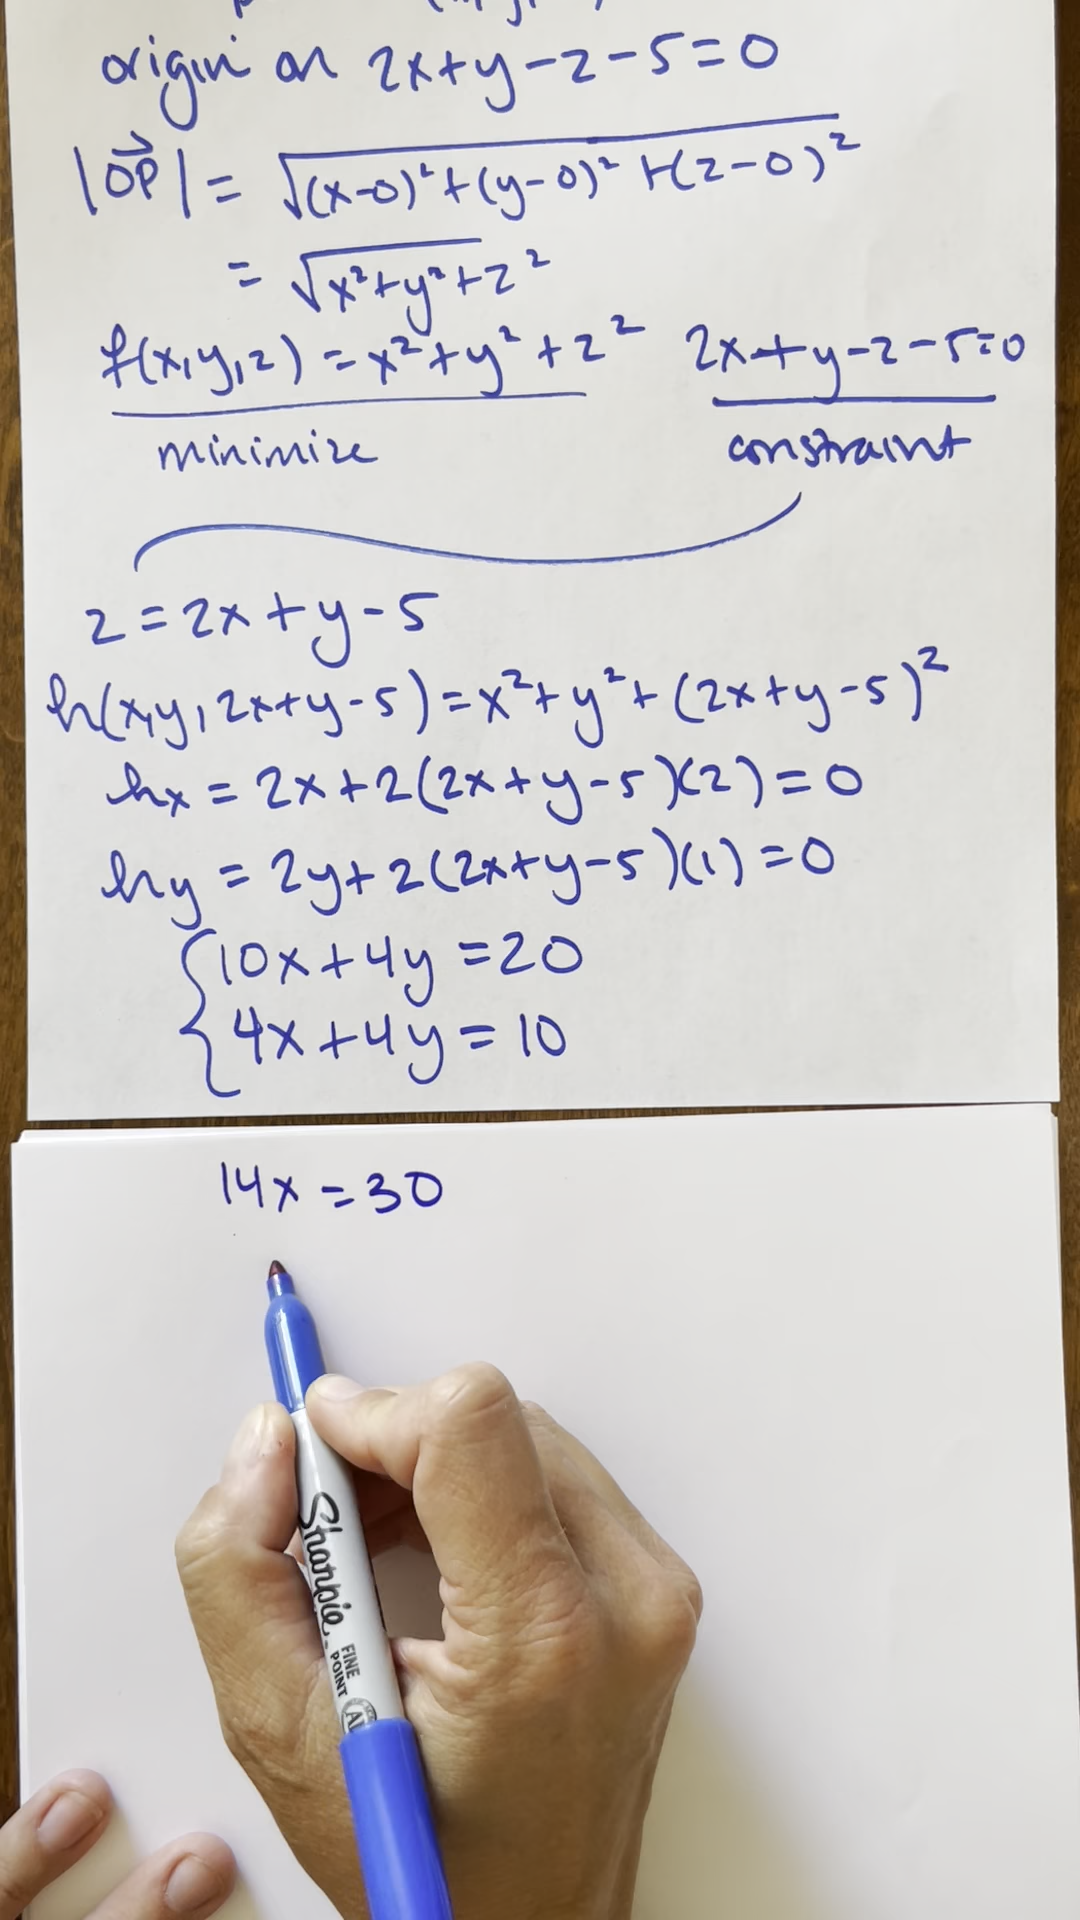 origin on 2x+y-z-5=0
|OP⃗| = √(x-0)²+(y-0)²+(z-0)²
= √x²+y²+z²
f(x,y,z) = x²+y²+z² 2x+y-z-5=0
minimize constraint
z=2x+y-5
h(x,y,2x+y-5)=x²+y²+(2x+y-5)²
hx = 2x+2(2x+y-5)(2)=0
hy = 2y+2(2x+y-5)(1)=0
{10x+4y=20
4x+4y=10
14x=30
Sharpie
FINE
POINT